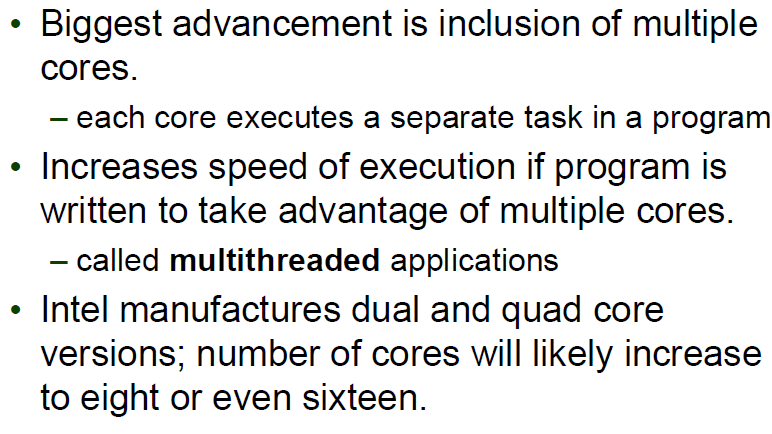 • Biggest advancement is inclusion of multiple
cores.
– each core executes a separate task in a program
• Increases speed of execution if program is
written to take advantage of multiple cores.
– called multithreaded applications
• Intel manufactures dual and quad core
versions; number of cores will likely increase
to eight or even sixteen.